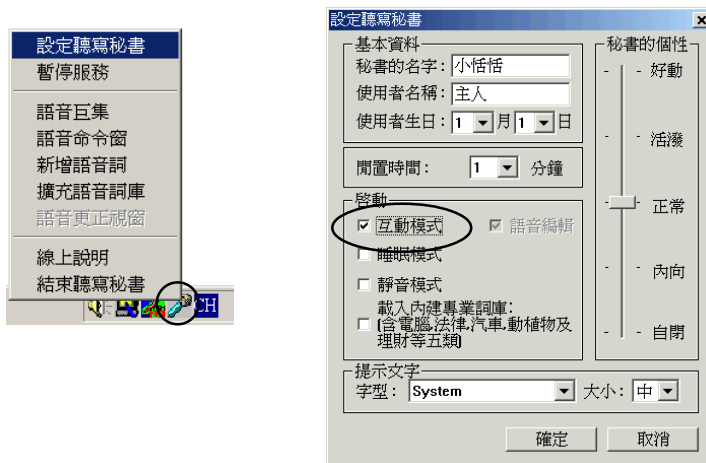 設定聽寫秘書
暫停服務
語音巨集
語音命令窗
新增語音詞
擴充語音詞庫
語音更正視窗
線上說明
結束聽寫秘書
CH
設定聽寫秘書
基本資料
秘書的名字：小恬恬
使用者名稱：主人
使用者生日：1 月 1 日
閒置時間： 1 分鐘
啓動
互動模式 語音編輯
睡眠模式
靜音模式
載入內建專業詞庫：
(含電腦,法律,汽車,動植物及
理財等五類)
秘書的個性
好動
活潑
正常
內向
自閉
提示文字
字型： System 大小： 中
確定 取消